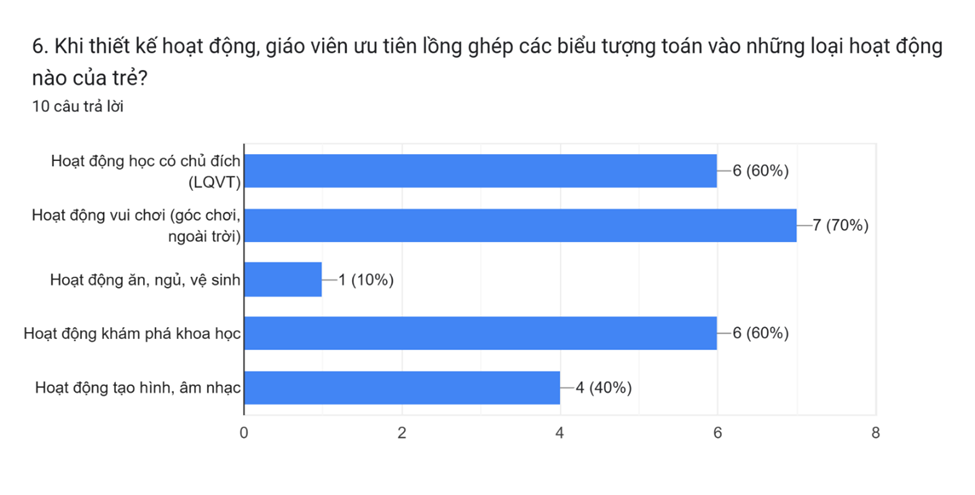 6. Khi thiết kế hoạt động, giáo viên ưu tiên lồng ghép các biểu tượng toán vào những loại hoạt động
nào của trẻ?
10 câu trả lời
Hoạt động học có chủ đích
(LQVT)
6 (60%)
Hoạt động vui chơi (góc chơi,
ngoài trời)
7 (70%)
Hoạt động ăn, ngủ, vệ sinh
1 (10%)
Hoạt động khám phá khoa học
6 (60%)
Hoạt động tạo hình, âm nhạc
4 (40%)
0 2 4 6 8